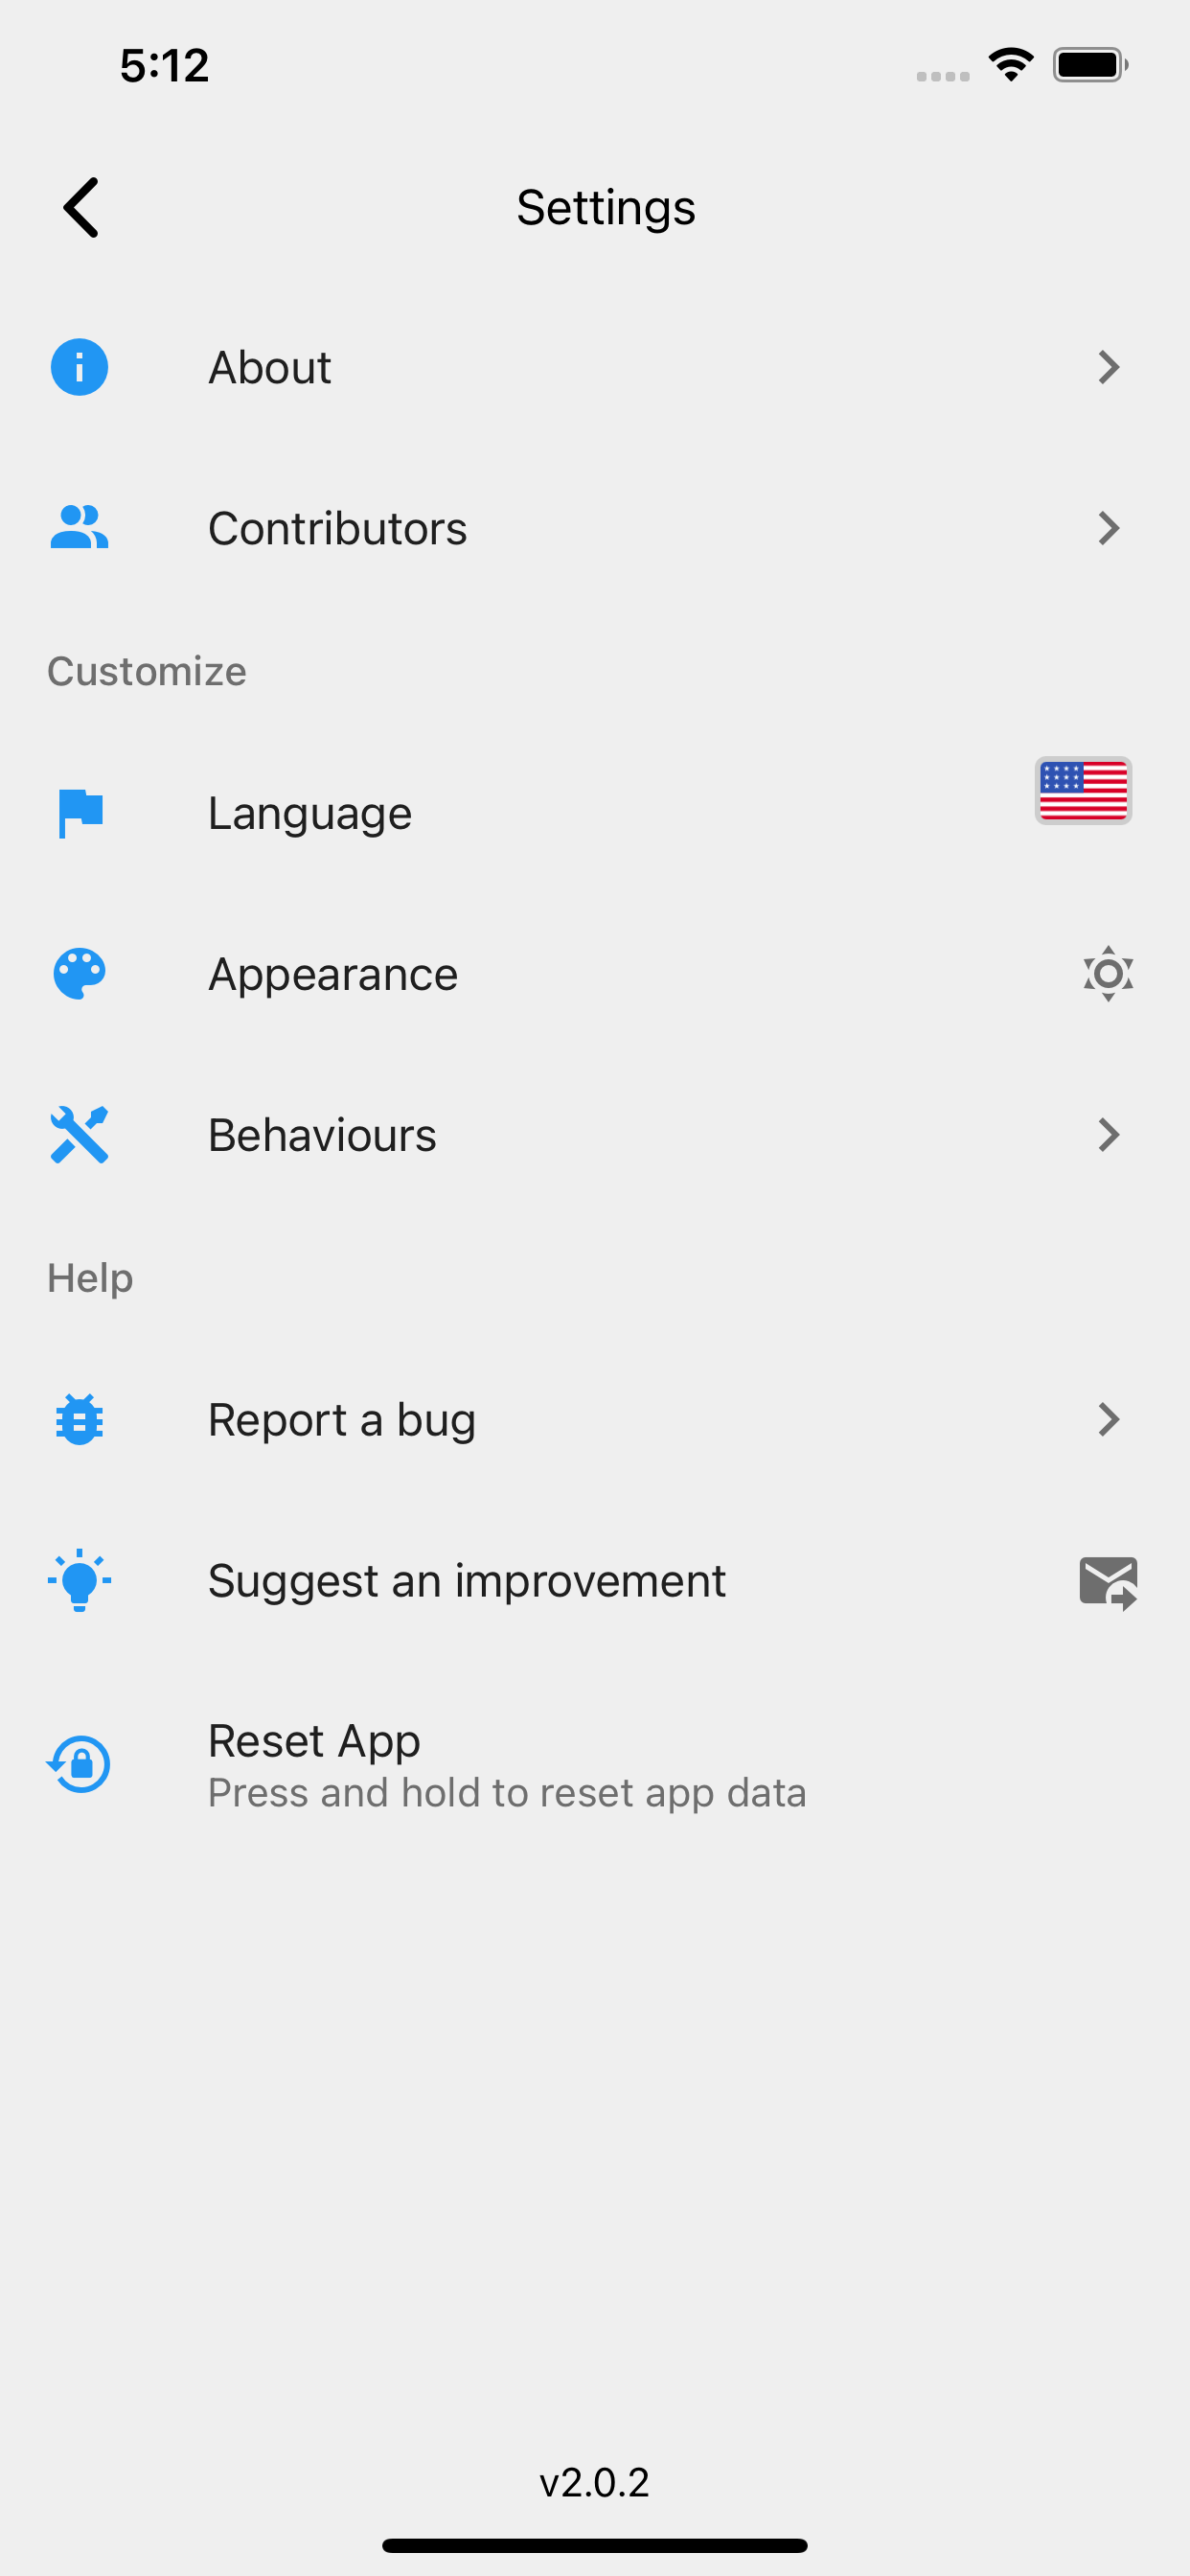 5:12
Settings
About
Contributors
Customize
Language
Appearance
Behaviours
Help
Report a bug
Suggest an improvement
Reset App
Press and hold to reset app data
v2.0.2